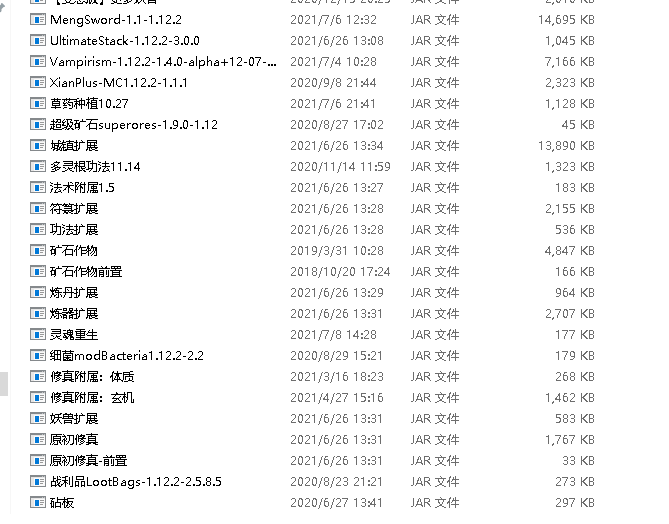 MengSword-1.1-1.12.2 2021/7/6 12:32 JAR 文件 14,695 KB
UltimateStack-1.12.2-3.0.0 2021/6/26 13:08 JAR 文件 1,045 KB
Vampirism-1.12.2-1.4.0-alpha+12-07-... 2021/7/4 10:28 JAR 文件 7,166 KB
XianPlus-MC1.12.2-1.1.1 2020/9/8 21:44 JAR 文件 2,323 KB
草药种植10.27 2021/7/6 21:41 JAR 文件 1,128 KB
超级矿石superores-1.9.0-1.12 2020/8/27 17:02 JAR 文件 45 KB
城镇扩展 2021/6/26 13:34 JAR 文件 13,890 KB
多灵根功法11.14 2020/11/14 11:59 JAR 文件 1,323 KB
法术附属1.5 2021/6/26 13:27 JAR 文件 183 KB
符篆扩展 2021/6/26 13:28 JAR 文件 2,155 KB
功法扩展 2021/6/26 13:28 JAR 文件 536 KB
矿石作物 2019/3/31 10:28 JAR 文件 4,847 KB
矿石作物前置 2018/10/20 17:24 JAR 文件 166 KB
炼丹扩展 2021/6/26 13:29 JAR 文件 964 KB
炼器扩展 2021/6/26 13:31 JAR 文件 2,707 KB
灵魂重生 2021/7/8 14:28 JAR 文件 177 KB
细菌modBacteria1.12.2-2.2 2020/8/29 15:21 JAR 文件 179 KB
修真附属：体质 2021/3/16 18:23 JAR 文件 268 KB
修真附属：玄机 2021/4/27 15:16 JAR 文件 1,462 KB
妖兽扩展 2021/6/26 13:31 JAR 文件 583 KB
原初修真 2021/6/26 13:31 JAR 文件 1,767 KB
原初修真-前置 2021/6/26 13:31 JAR 文件 33 KB
战利品LootBags-1.12.2-2.5.8.5 2020/8/23 21:21 JAR 文件 273 KB
砧板 2020/6/27 13:41 JAR 文件 297 KB